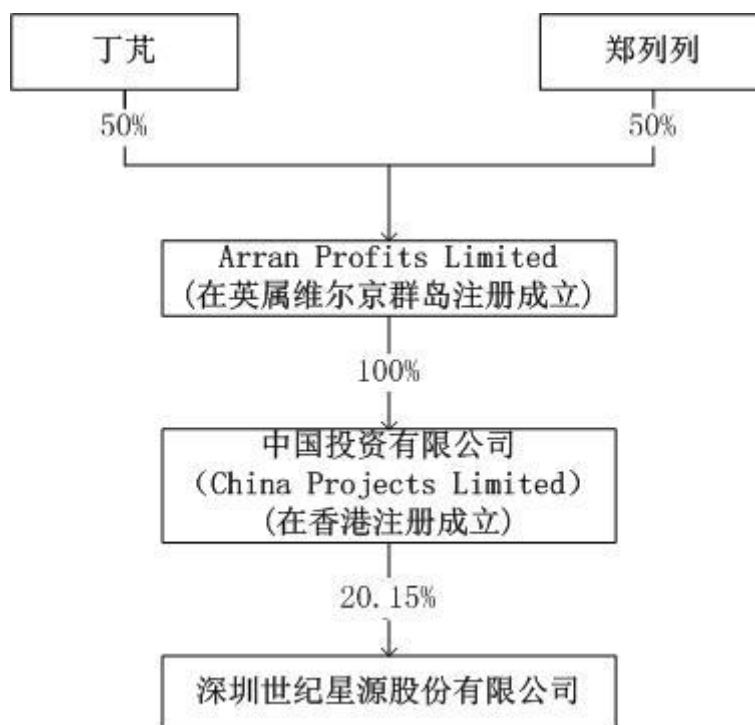 丁芃
郑列列
50%
50%
Arran Profits Limited
(在英属维尔京群岛注册成立)
100%
中国投资有限公司
（China Projects Limited）
(在香港注册成立)
20.15%
深圳世纪星源股份有限公司